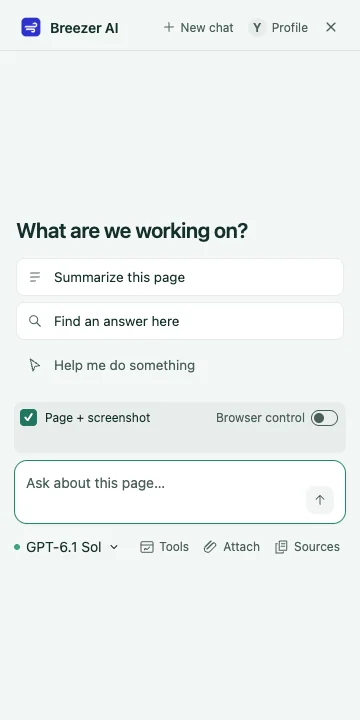 Breezer AI
New chat
Y
Profile
What are we working on?
Summarize this page
Find an answer here
Help me do something
Page + screenshot
Browser control
Ask about this page...
GPT-6.1 Sol
Tools
Attach
Sources